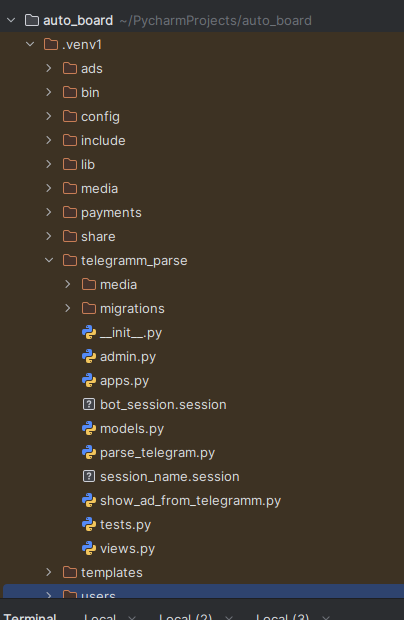 auto_board ~/PycharmProjects/auto_board
.venv1
ads
bin
config
include
lib
media
payments
share
telegramm_parse
media
migrations
__init__.py
admin.py
apps.py
bot_session.session
models.py
parse_telegram.py
session_name.session
show_ad_from_telegramm.py
tests.py
views.py
templates
users
Terminal Local Local (2) Local (3)